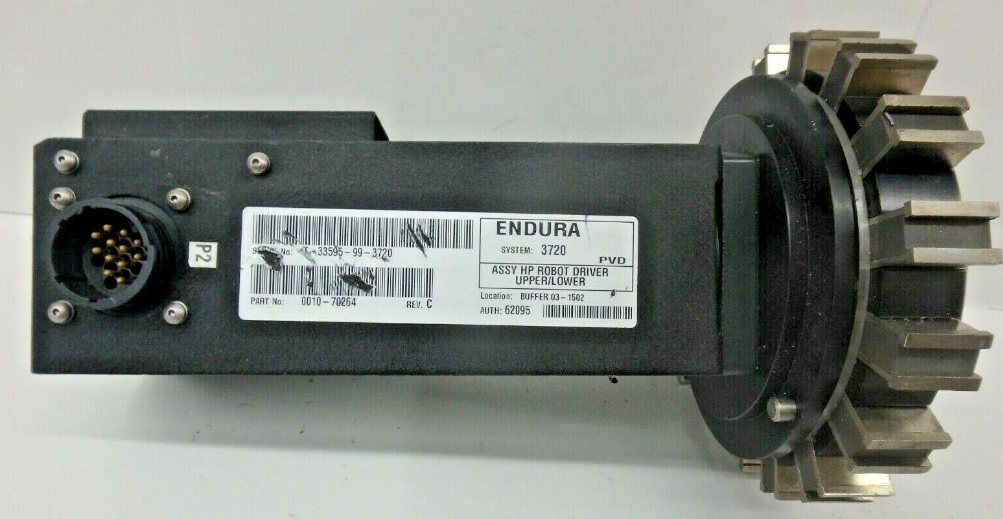 P2
No: -33595-99-3720
PART No: 0010-70264 REV. C
ENDURA
SYSTEM: 3720
PVD
ASSY HP ROBOT DRIVER
UPPER/LOWER
Location: BUFFER 03-1502
AUTH: 62095